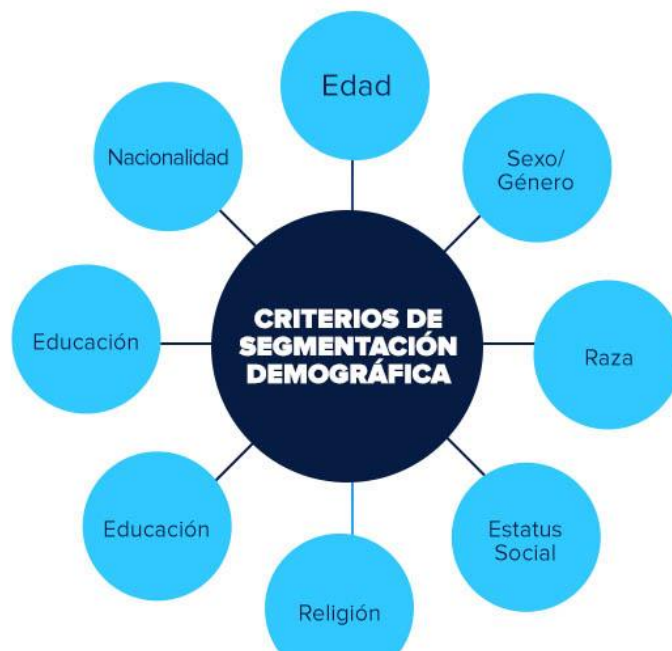 Edad
Sexo/
Género
Raza
Estatus
Social
Religión
Educación
Educación
Nacionalidad
CRITERIOS DE
SEGMENTACIÓN
DEMOGRÁFICA